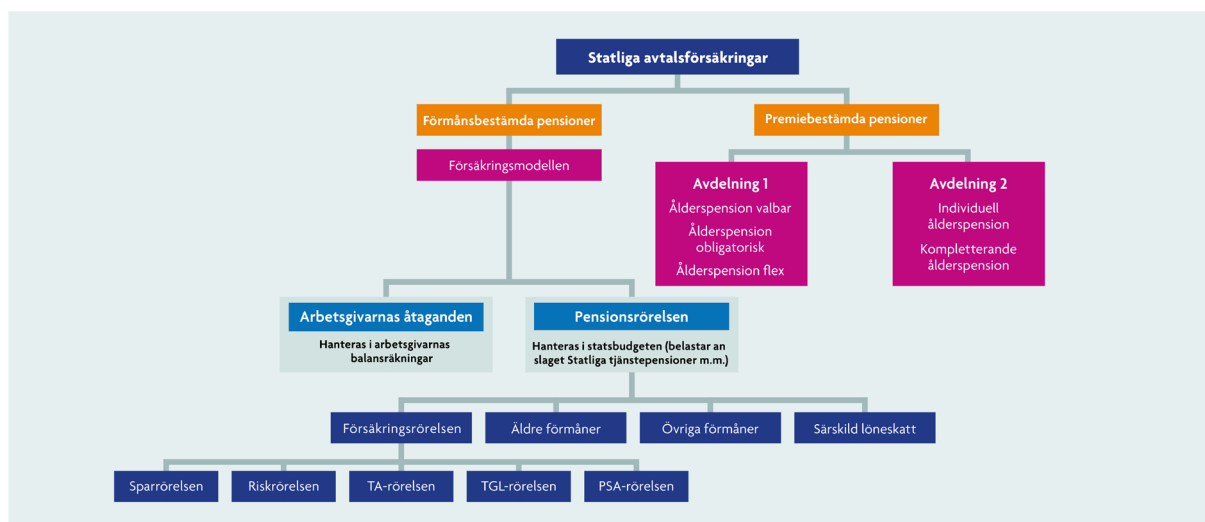 Statliga avtalsförsäkringar
Förmånsbestämda pensioner
Premiebestämda pensioner
Försäkringsmodellen
Avdelning 1
Ålderspension valbar
Ålderspension
obligatorisk
Ålderspension flex
Avdelning 2
Individuell
ålderspension
Kompletterande
ålderspension
Arbetsgivarnas åtaganden
Hanteras i arbetsgivarnas
balansräkningar
Pensionsrörelsen
Hanteras i statsbudgeten (belastar an
slaget Statliga tjänstepensioner m.m.)
Försäkringsrörelsen
Äldre förmåner
Övriga förmåner
Särskild löneskatt
Sparrörelsen
Riskrörelsen
TA-rörelsen
TGL-rörelsen
PSA-rörelsen